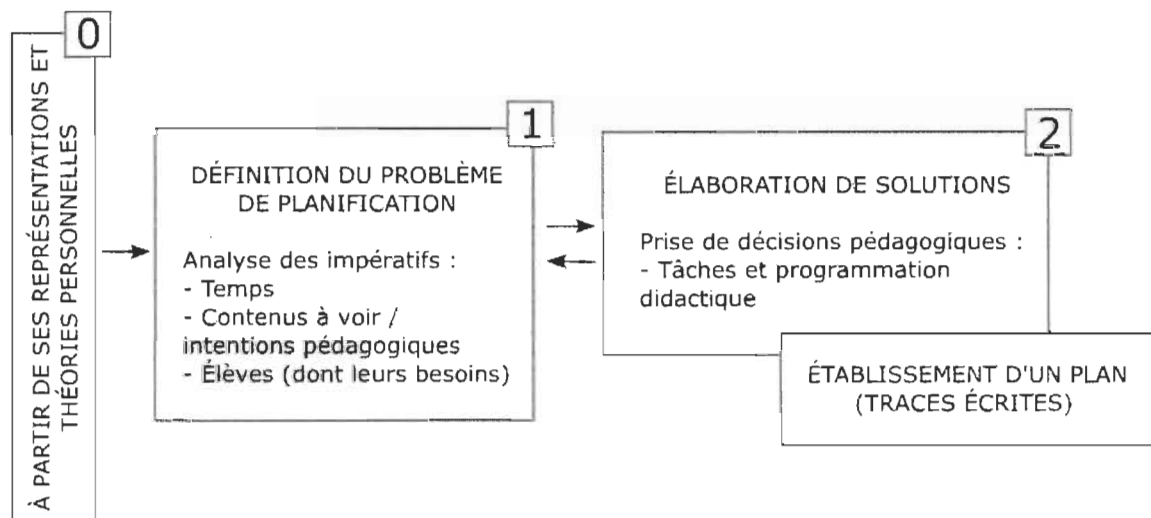 0
À PARTIR DE SES REPRÉSENTATIONS ET
THÉORIES PERSONNELLES
1
DÉFINITION DU PROBLÈME
DE PLANIFICATION
Analyse des impératifs :
- Temps
- Contenus à voir /
intentions pédagogiques
- Élèves (dont leurs besoins)
2
ÉLABORATION DE SOLUTIONS
Prise de décisions pédagogiques :
- Tâches et programmation
didactique
ÉTABLISSEMENT D'UN PLAN
(TRACES ÉCRITES)